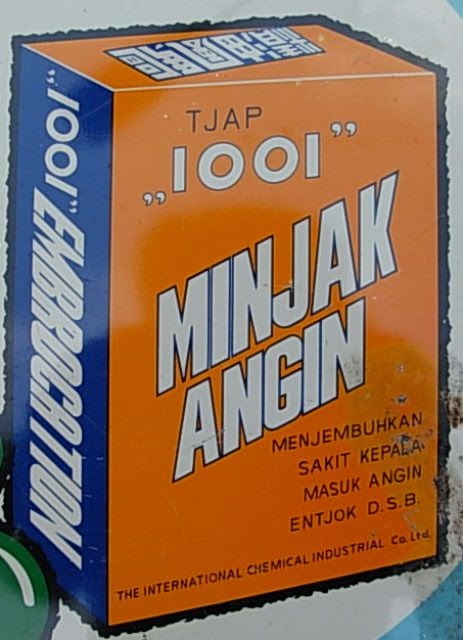 TJAP
„1001”
MINJAK
ANGIN
MENJEMBUHKAN
SAKIT KEPALA
MASUK ANGIN
ENTJOK D.S.B.
THE INTERNATIONAL CHEMICAL INDUSTRIAL Co. Ltd.
„1001” EMBROCATION